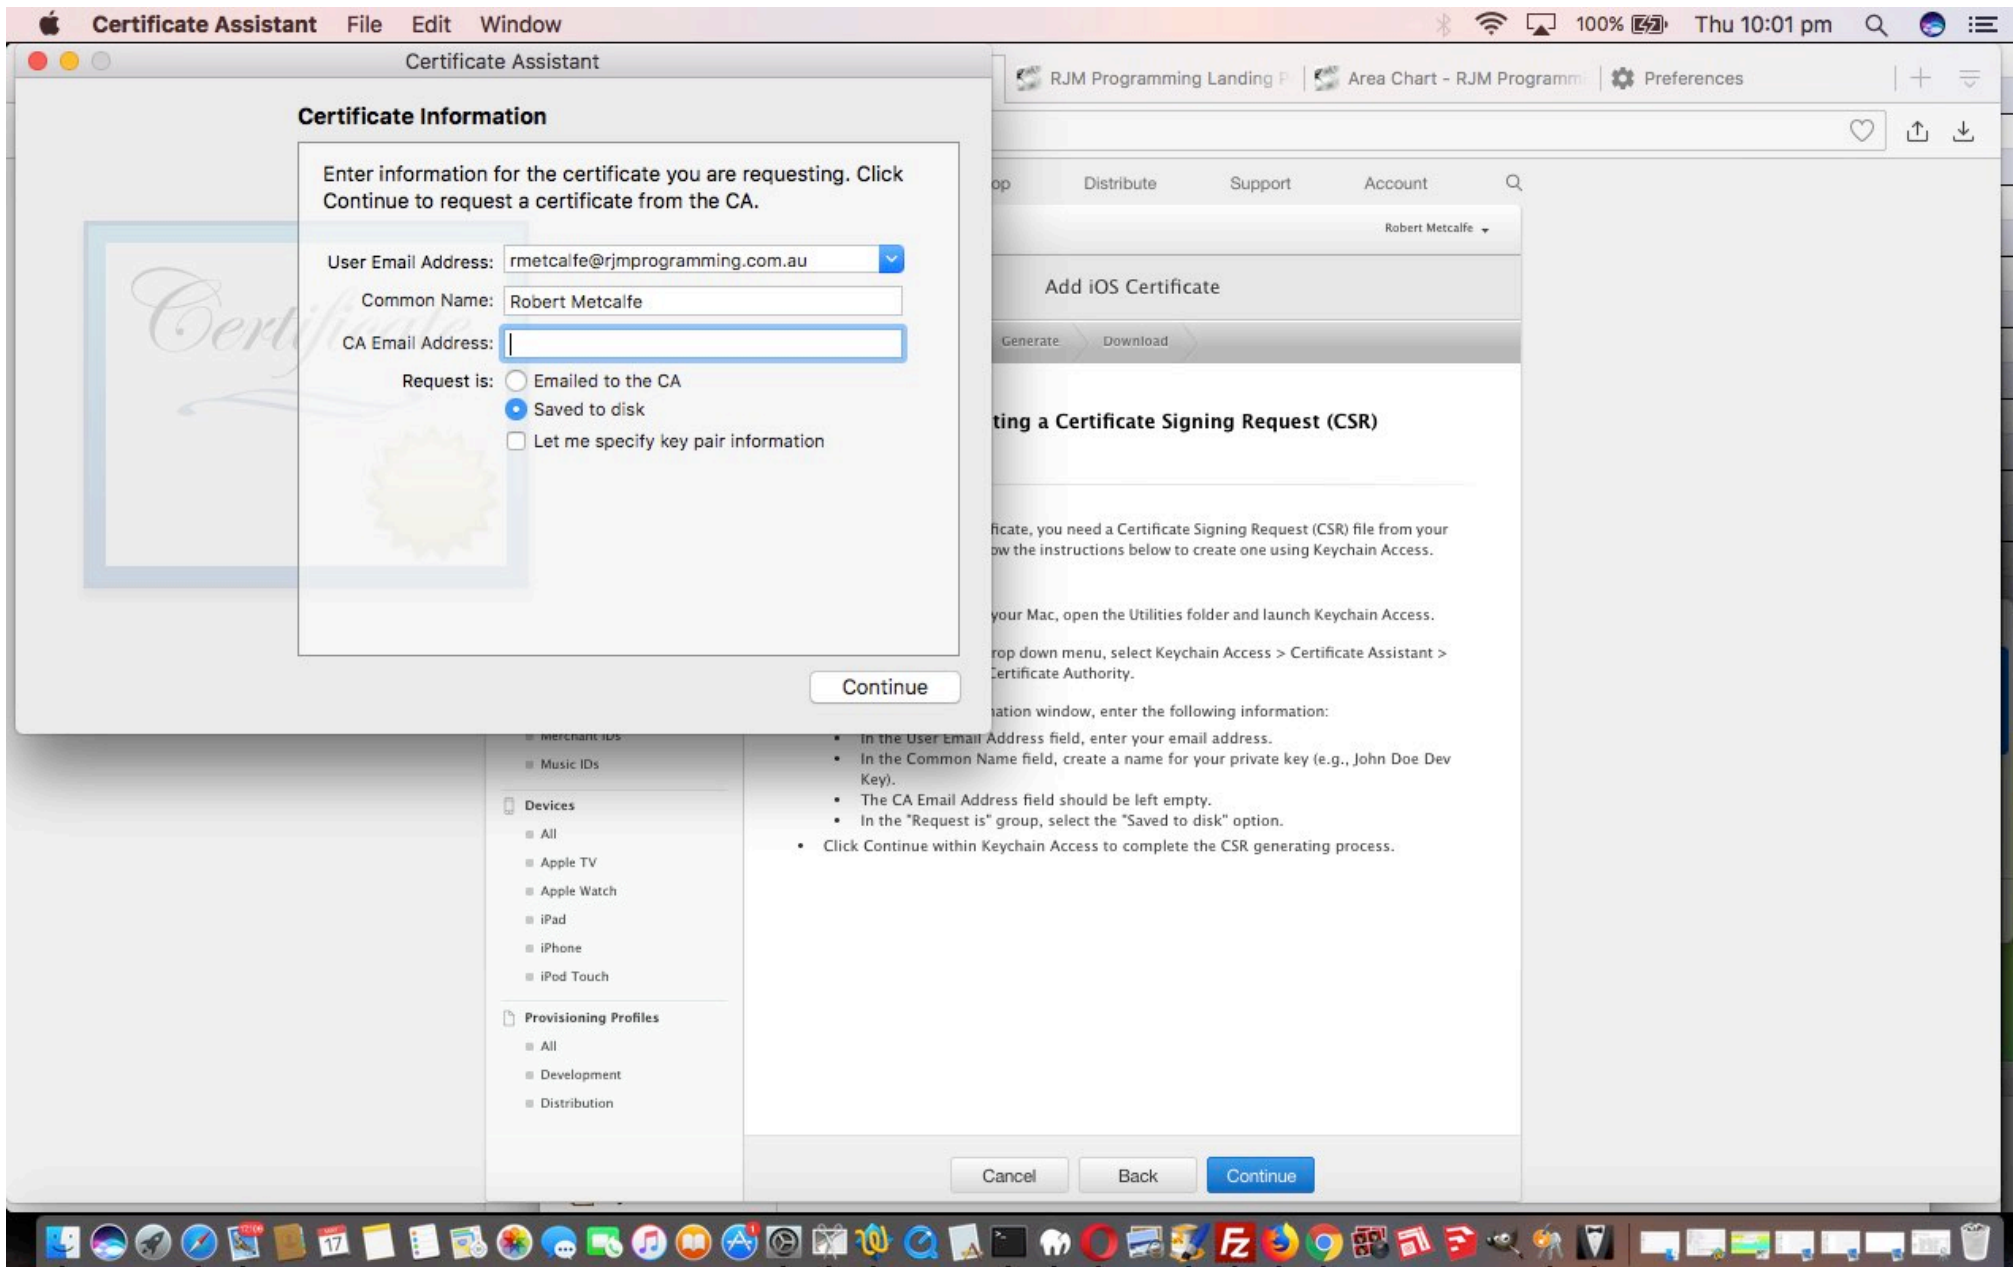 Certificate Assistant File Edit Window 100% Thu 10:01 pm
Certificate Assistant
RJM Programming Landing P Area Chart - RJM Programmi Preferences
Certificate Information
Enter information for the certificate you are requesting. Click
Continue to request a certificate from the CA.
Certificate
User Email Address: rmetcalfe@rjmprogramming.com.au
Common Name: Robert Metcalfe
CA Email Address:
Request is: Emailed to the CA
Saved to disk
Let me specify key pair information
Continue
op Distribute Support Account
Robert Metcalfe
Add iOS Certificate
Generate Download
ting a Certificate Signing Request (CSR)
ficate, you need a Certificate Signing Request (CSR) file from your
ow the instructions below to create one using Keychain Access.
your Mac, open the Utilities folder and launch Keychain Access.
rop down menu, select Keychain Access > Certificate Assistant >
Certificate Authority.
ation window, enter the following information:
• In the User Email Address field, enter your email address.
• In the Common Name field, create a name for your private key (e.g., John Doe Dev
Key).
• The CA Email Address field should be left empty.
• In the "Request is" group, select the "Saved to disk" option.
• Click Continue within Keychain Access to complete the CSR generating process.
Merchant IDs
Music IDs
Devices
All
Apple TV
Apple Watch
iPad
iPhone
iPod Touch
Provisioning Profiles
All
Development
Distribution
Cancel Back Continue
17